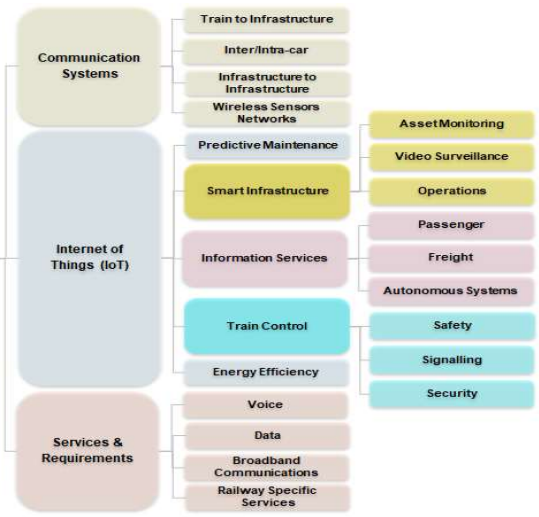 Communication
Systems
Train to Infrastructure
Inter/Intra-car
Infrastructure to
Infrastructure
Wireless Sensors
Networks
Internet of
Things (IoT)
Predictive Maintenance
Smart Infrastructure
Asset Monitoring
Video Surveillance
Operations
Information Services
Passenger
Freight
Autonomous Systems
Train Control
Safety
Signalling
Security
Energy Efficiency
Services &
Requirements
Voice
Data
Broadband
Communications
Railway Specific
Services